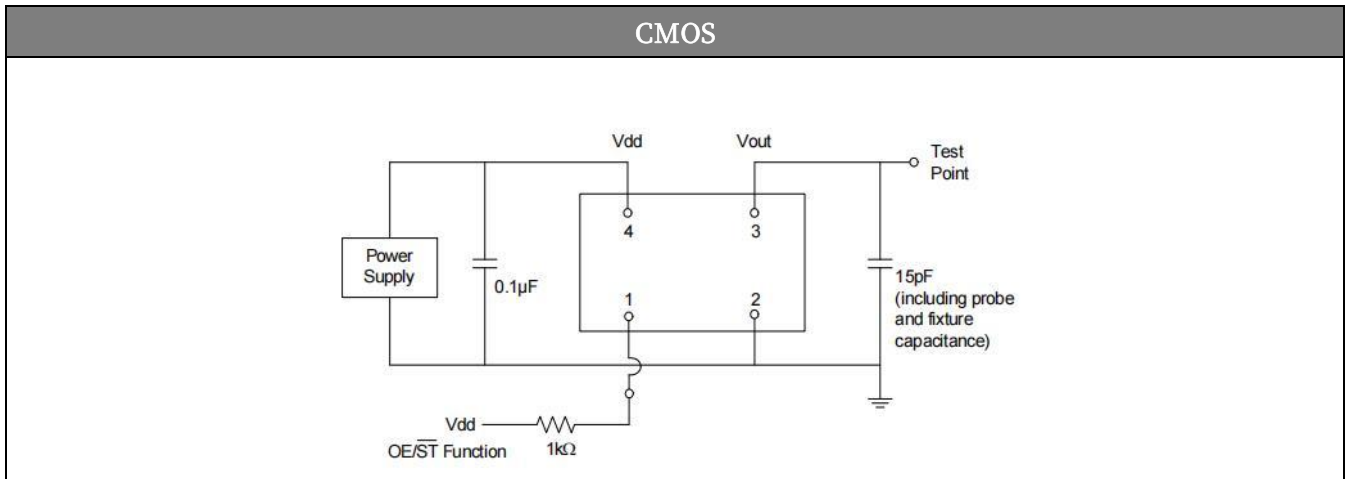 CMOS
Vdd
Vout
Test
Point
4
3
Power
Supply
0.1µF
1
2
15pF
(including probe
and fixture
capacitance)
Vdd
OE/S̅T̅ Function
1kΩ